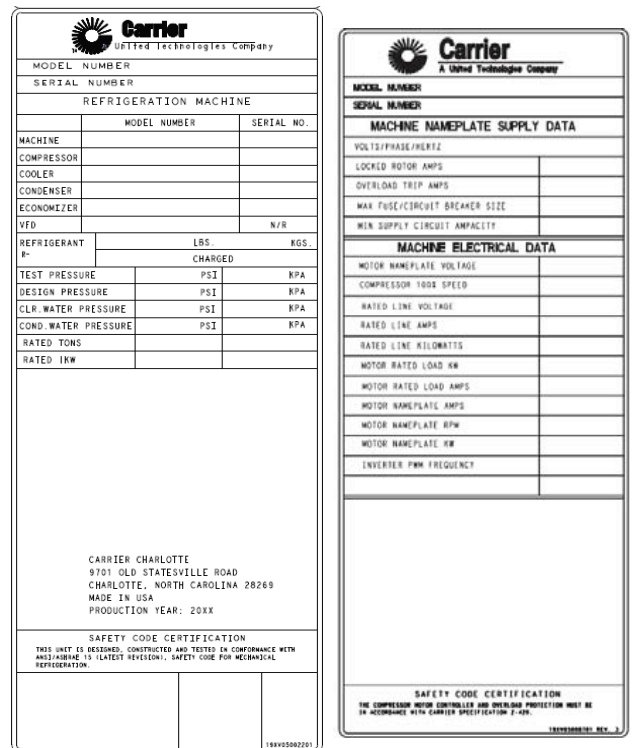 Carrier
A United Technologies Company
MODEL NUMBER
SERIAL NUMBER
REFRIGERATION MACHINE
MODEL NUMBER SERIAL NO.
MACHINE
COMPRESSOR
COOLER
CONDENSER
ECONOMIZER
VFD N/R
REFRIGERANT LBS. KGS.
R- CHARGED
TEST PRESSURE PSI KPA
DESIGN PRESSURE PSI KPA
CLR.WATER PRESSURE PSI KPA
COND.WATER PRESSURE PSI KPA
RATED TONS
RATED IKW
CARRIER CHARLOTTE
9701 OLD STATESVILLE ROAD
CHARLOTTE, NORTH CAROLINA 28269
MADE IN USA
PRODUCTION YEAR: 20XX
SAFETY CODE CERTIFICATION
THIS UNIT IS DESIGNED, CONSTRUCTED AND TESTED IN CONFORMANCE WITH
ANSI/ASHRAE 15 (LATEST REVISION), SAFETY CODE FOR MECHANICAL
REFRIGERATION.
19XV05002201
Carrier
A United Technologies Company
MODEL NUMBER
SERIAL NUMBER
MACHINE NAMEPLATE SUPPLY DATA
VOLTS/PHASE/HERTZ
LOCKED ROTOR AMPS
OVERLOAD TRIP AMPS
MAX FUSE/CIRCUIT BREAKER SIZE
MIN SUPPLY CIRCUIT AMPACITY
MACHINE ELECTRICAL DATA
MOTOR NAMEPLATE VOLTAGE
COMPRESSOR 100% SPEED
RATED LINE VOLTAGE
RATED LINE AMPS
RATED LINE KILOWATTS
MOTOR RATED LOAD KW
MOTOR RATED LOAD AMPS
MOTOR NAMEPLATE AMPS
MOTOR NAMEPLATE RPM
MOTOR NAMEPLATE KW
INVERTER PWM FREQUENCY
SAFETY CODE CERTIFICATION
THE COMPRESSOR MOTOR CONTROLLER AND OVERLOAD PROTECTION MUST BE
IN ACCORDANCE WITH CARRIER SPECIFICATION Z-420.
REV. 3